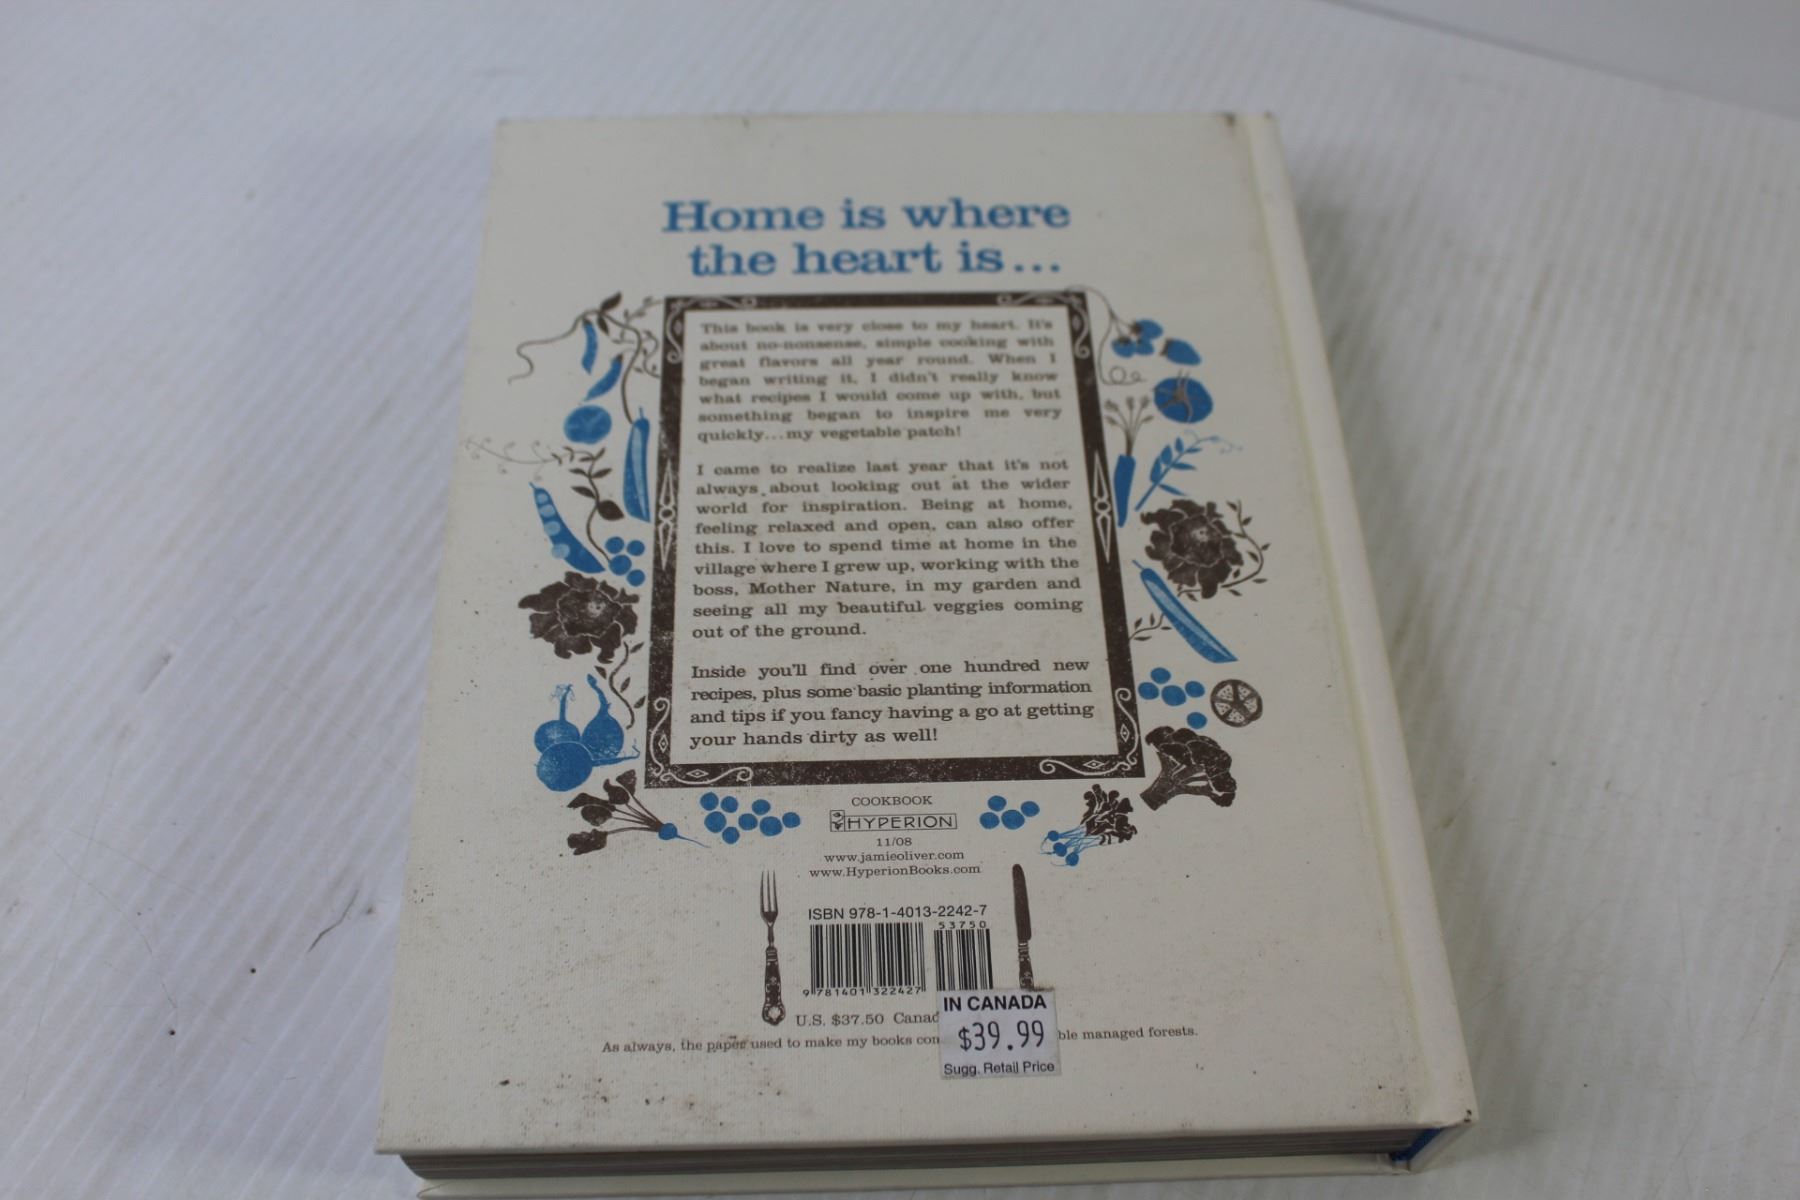 Home is where
the heart is...
This book is very close to my heart. It's
about no-nonsense, simple cooking with
great flavors all year round. When I
began writing it, I didn't really know
what recipes I would come up with, but
something began to inspire me very
quickly...my vegetable patch!
I came to realize last year that it's not
always about looking out at the wider
world for inspiration. Being at home,
feeling relaxed and open, can also offer
this. I love to spend time at home in the
village where I grew up, working with the
boss, Mother Nature, in my garden and
seeing all my beautiful veggies coming
out of the ground.
Inside you'll find over one hundred new
recipes, plus some basic planting information
and tips if you fancy having a go at getting
your hands dirty as well!
COOKBOOK
HYPERION
11/08
www.jamieoliver.com
www.HyperionBooks.com
ISBN 978-1-4013-2242-7
53750
9 781401 322427
U.S. $37.50 Canad
IN CANADA
$39.99
Sugg. Retail Price
As always, the paper used to make my books con ble managed forests.